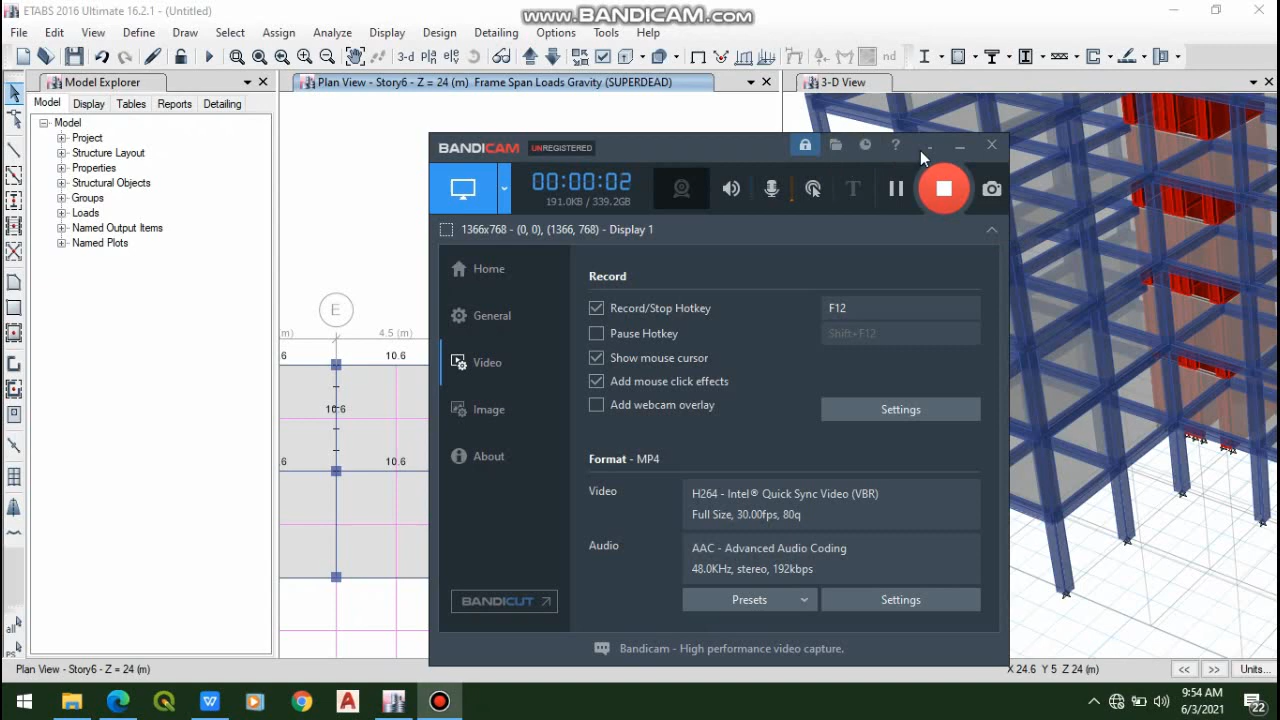 ETABS 2016 Ultimate 16.2.1 - (Untitled)
www.BANDICAM.com
File Edit View Define Draw Select Assign Analyze Display Design Detailing Options Tools Help
3-d
nd
Model Explorer
Plan View - Story6 - Z = 24 (m) Frame Span Loads Gravity (SUPERDEAD)
3-D View
Model Display Tables Reports Detailing
Model
Project
Structure Layout
Properties
Structural Objects
Groups
Loads
Named Output Items
Named Plots
E
m)
4.5 (m)
6
10.6
10.6
6
10.6
BANDICAM
UNREGISTERED
?
00:00:02
191.0KB / 339.2GB
T
1366x768 - (0, 0), (1366, 768) - Display 1
Home
General
Video
Image
About
BANDICUT
Record
Record/Stop Hotkey
F12
Pause Hotkey
Shift+F12
Show mouse cursor
Add mouse click effects
Add webcam overlay
Settings
Format - MP4
Video
H264 - Intel® Quick Sync Video (VBR)
Full Size, 30.00fps, 80q
Audio
AAC - Advanced Audio Coding
48.0KHz, stereo, 192kbps
Presets
Settings
Bandicam - High performance video capture.
all
PS
Plan View - Story6 - Z = 24 (m)
X 24.6 Y 5 Z 24 (m)
<<
>>
Units...
9:54 AM
6/3/2021
22